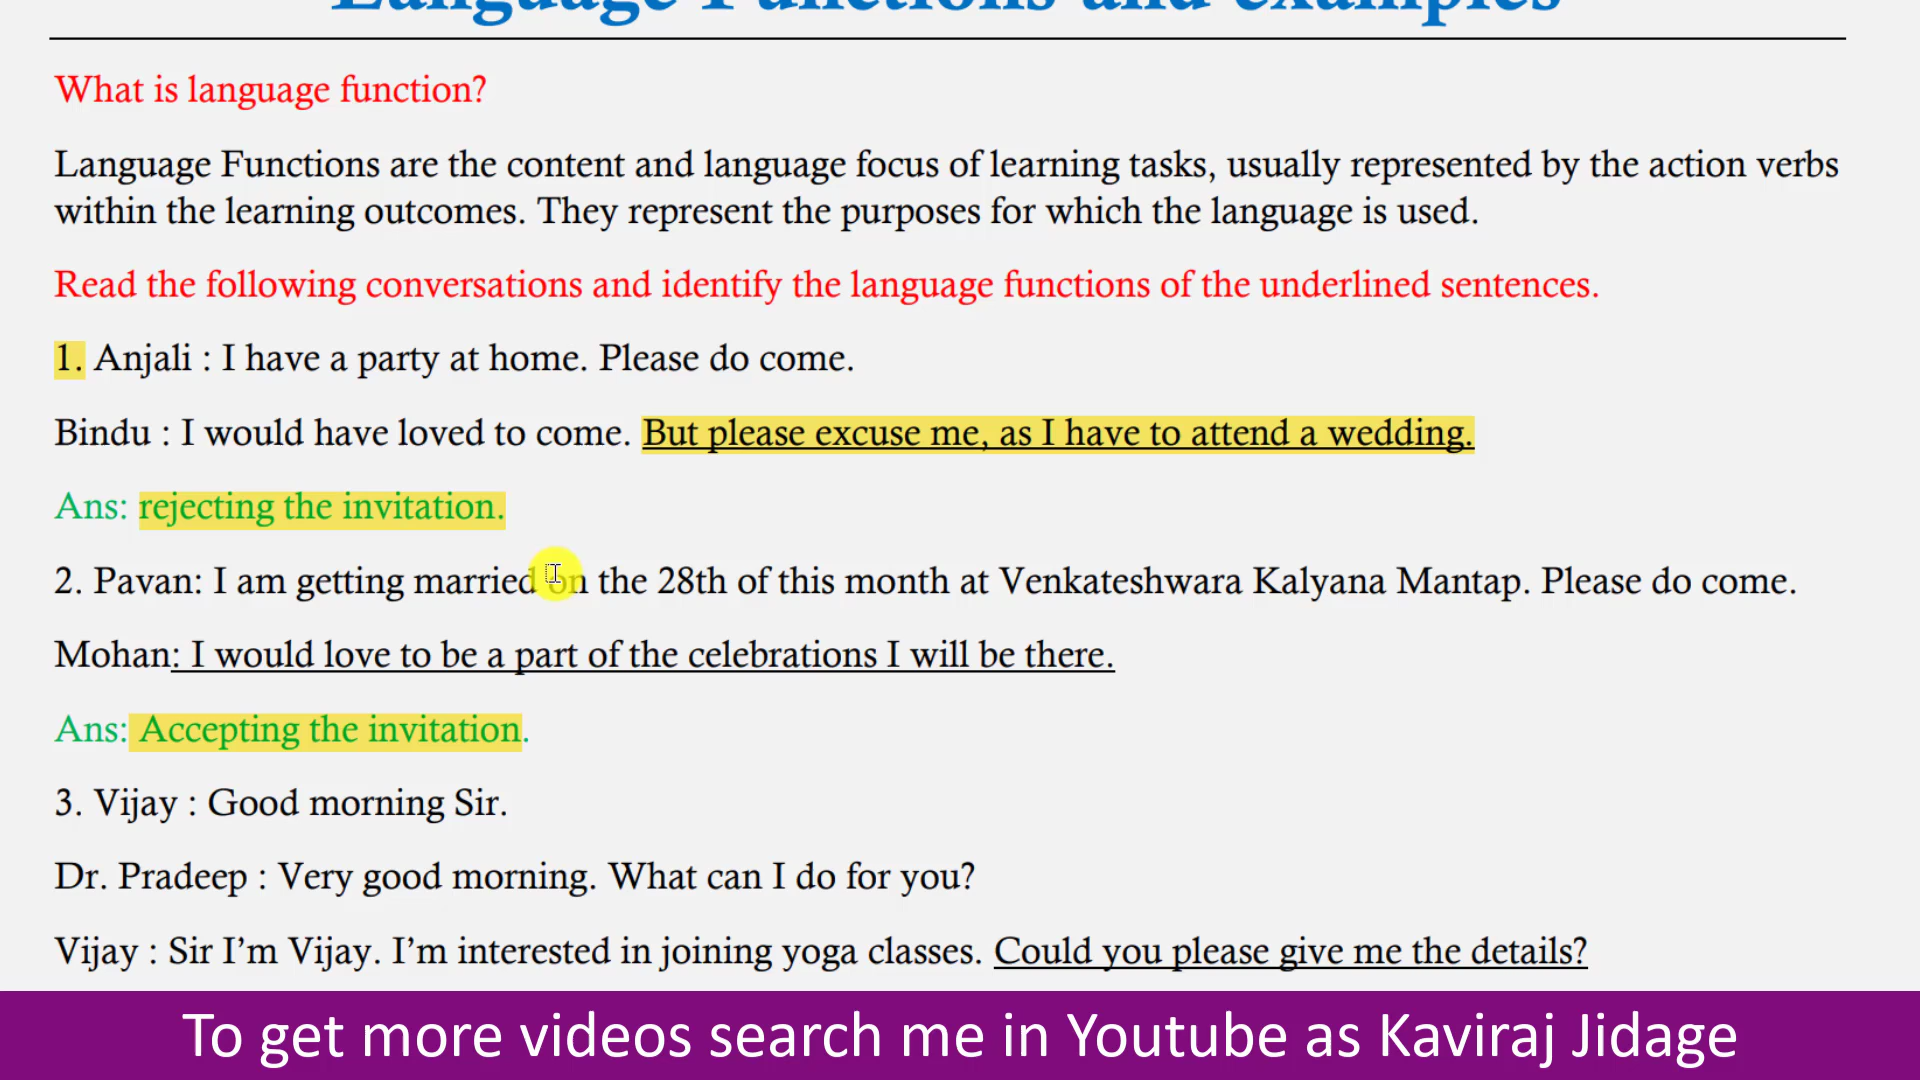 Language Functions and examples
What is language function?
Language Functions are the content and language focus of learning tasks, usually represented by the action verbs
within the learning outcomes. They represent the purposes for which the language is used.
Read the following conversations and identify the language functions of the underlined sentences.
1. Anjali : I have a party at home. Please do come.
Bindu : I would have loved to come. But please excuse me, as I have to attend a wedding.
Ans: rejecting the invitation.
2. Pavan: I am getting married on the 28th of this month at Venkateshwara Kalyana Mantap. Please do come.
Mohan: I would love to be a part of the celebrations I will be there.
Ans: Accepting the invitation.
3. Vijay : Good morning Sir.
Dr. Pradeep : Very good morning. What can I do for you?
Vijay : Sir I’m Vijay. I’m interested in joining yoga classes. Could you please give me the details?
To get more videos search me in Youtube as Kaviraj Jidage